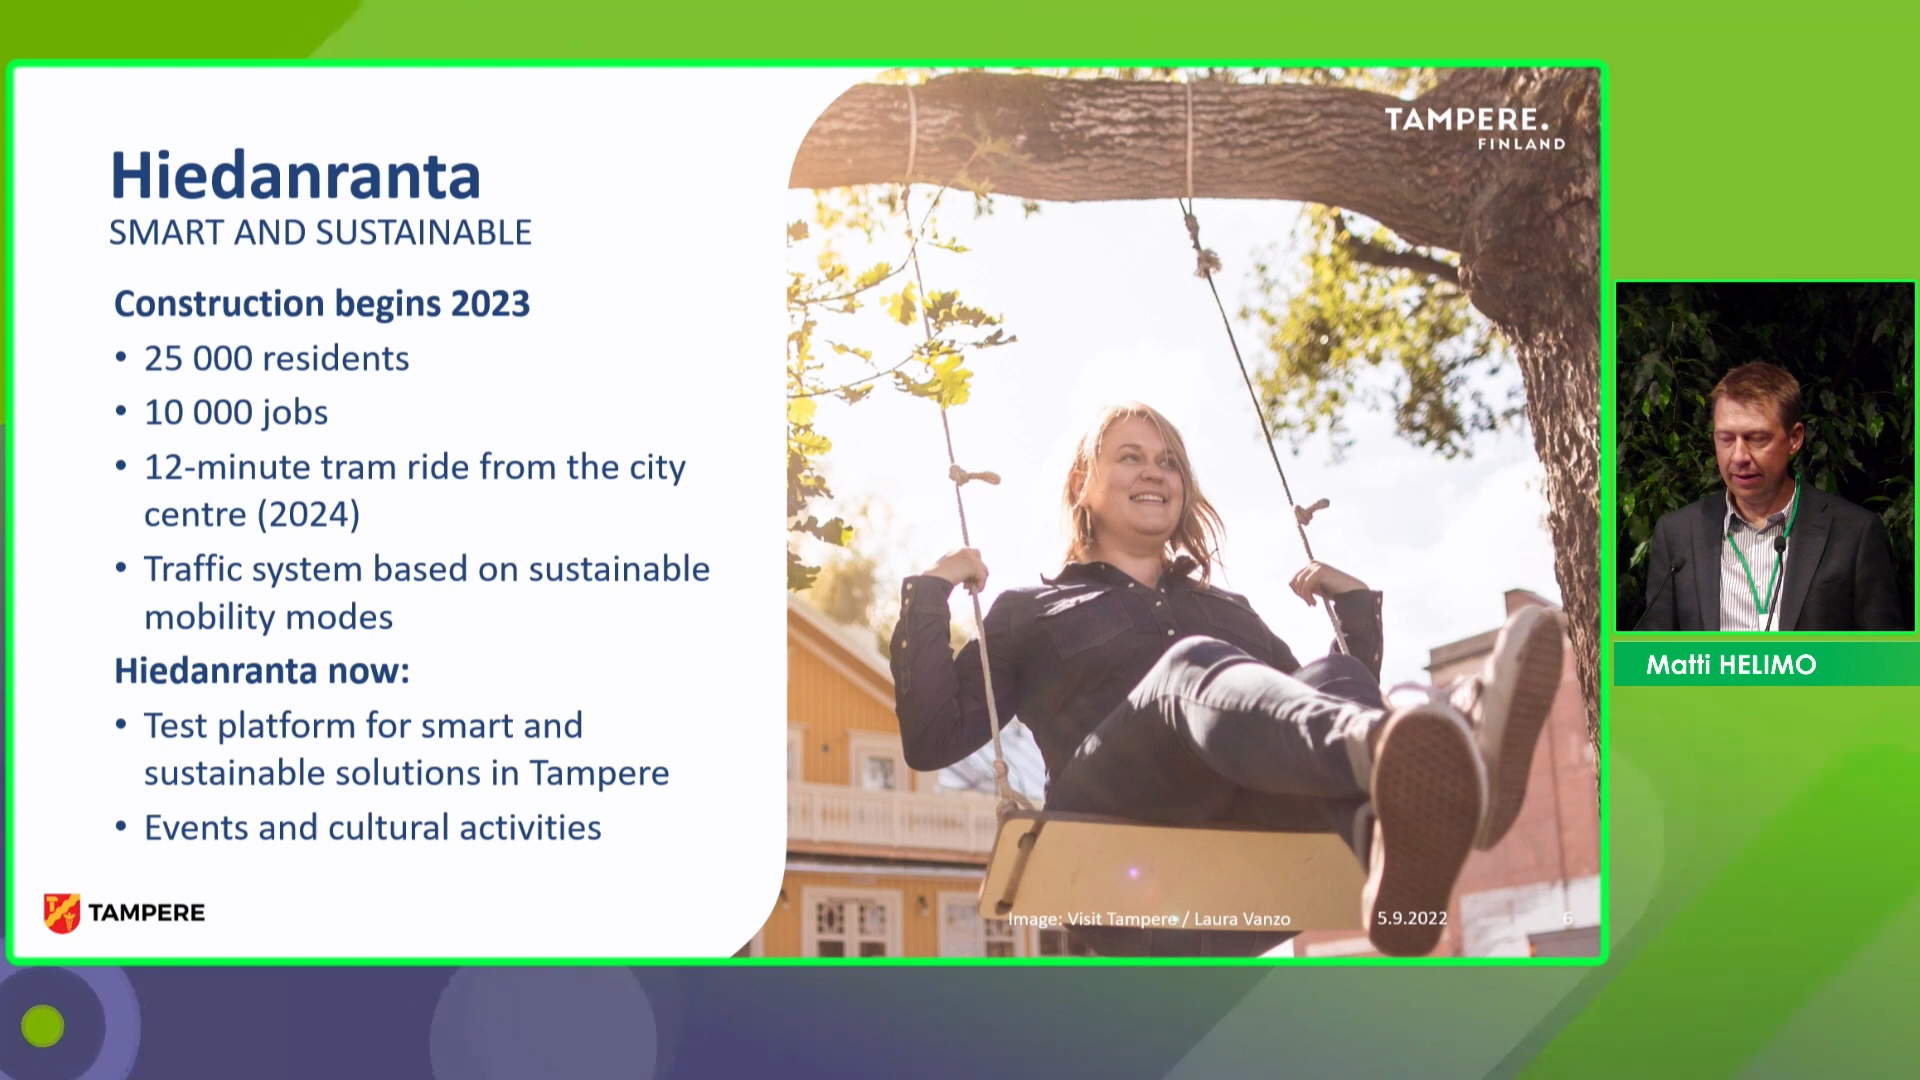 TAMPERE.
FINLAND
Hiedanranta
SMART AND SUSTAINABLE
Construction begins 2023
• 25 000 residents
• 10 000 jobs
• 12-minute tram ride from the city
centre (2024)
• Traffic system based on sustainable
mobility modes
Hiedanranta now:
• Test platform for smart and
sustainable solutions in Tampere
• Events and cultural activities
TAMPERE
Image: Visit Tampere / Laura Vanzo
5.9.2022
6
Matti HELIMO